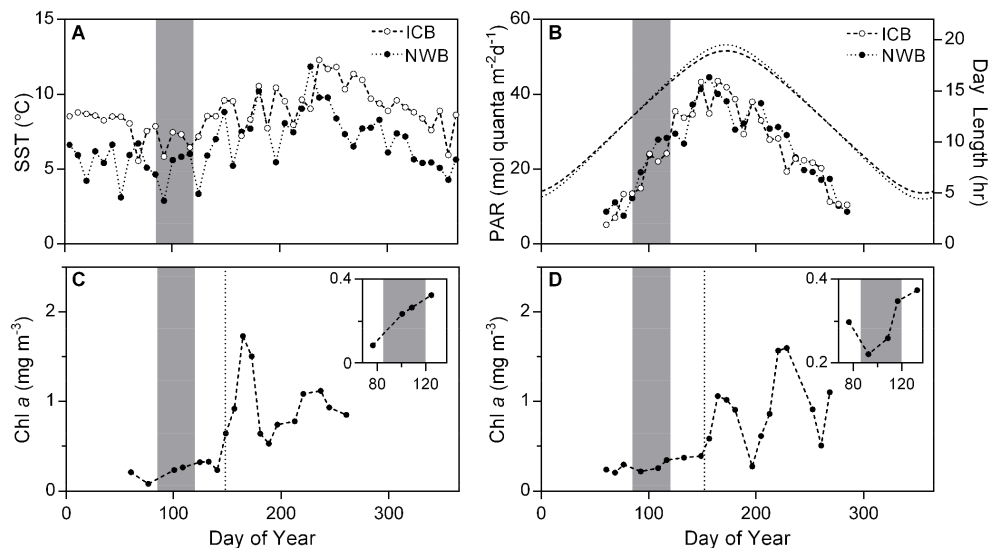 A
ICB
NWB
SST (°C)
15
10
5
0
0
100
200
300
B
ICB
NWB
PAR (mol quanta m-2d-1)
60
40
20
0
Day Length (hr)
20
15
10
5
0
0
100
200
300
C
Chl a (mg m-3)
2
1
0
0.4
0
80
120
0
100
200
300
Day of Year
D
Chl a (mg m-3)
2
1
0
0.4
0.2
80
120
0
100
200
300
Day of Year